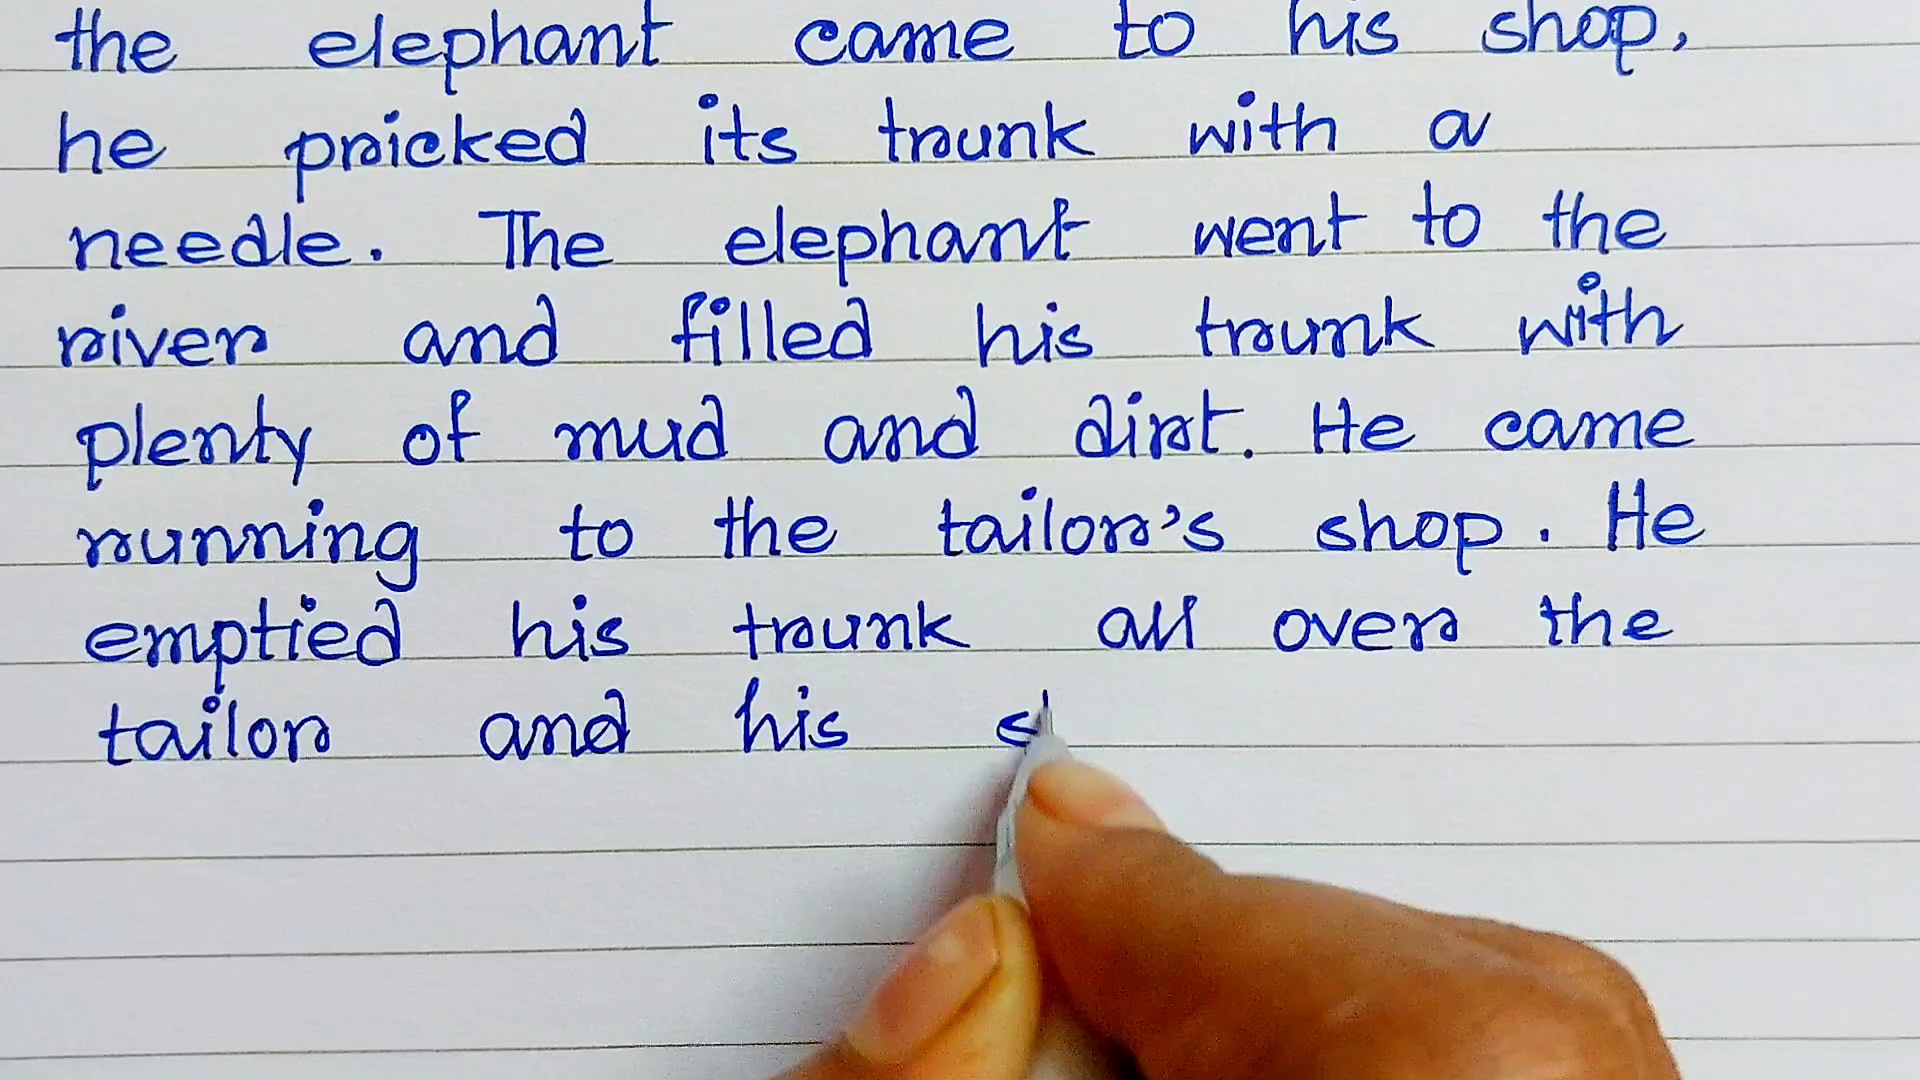 the elephant came to his shop,
he pricked its trunk with a
needle. The elephant went to the
river and filled his trunk with
plenty of mud and dirt. He came
running to the tailor's shop. He
emptied his trunk all over the
tailor and his